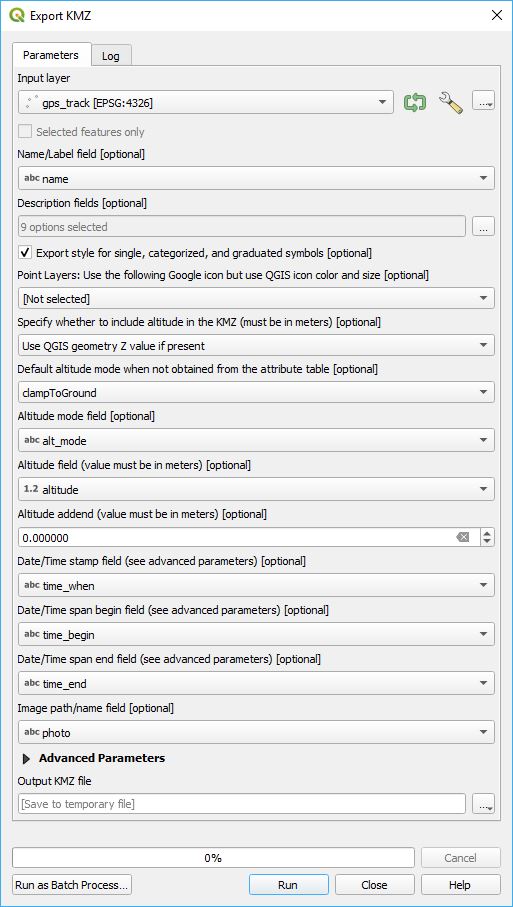 Export KMZ
Parameters
Log
Input layer
gps_track [EPSG:4326]
...
Selected features only
Name/Label field [optional]
abc name
Description fields [optional]
9 options selected
...
Export style for single, categorized, and graduated symbols [optional]
Point Layers: Use the following Google icon but use QGIS icon color and size [optional]
[Not selected]
Specify whether to include altitude in the KMZ (must be in meters) [optional]
Use QGIS geometry Z value if present
Default altitude mode when not obtained from the attribute table [optional]
clampToGround
Altitude mode field [optional]
abc alt_mode
Altitude field (value must be in meters) [optional]
1.2 altitude
Altitude addend (value must be in meters) [optional]
0.000000
Date/Time stamp field (see advanced parameters) [optional]
abc time_when
Date/Time span begin field (see advanced parameters) [optional]
abc time_begin
Date/Time span end field (see advanced parameters) [optional]
abc time_end
Image path/name field [optional]
abc photo
Advanced Parameters
Output KMZ file
[Save to temporary file]
...
0%
Cancel
Run as Batch Process...
Run
Close
Help